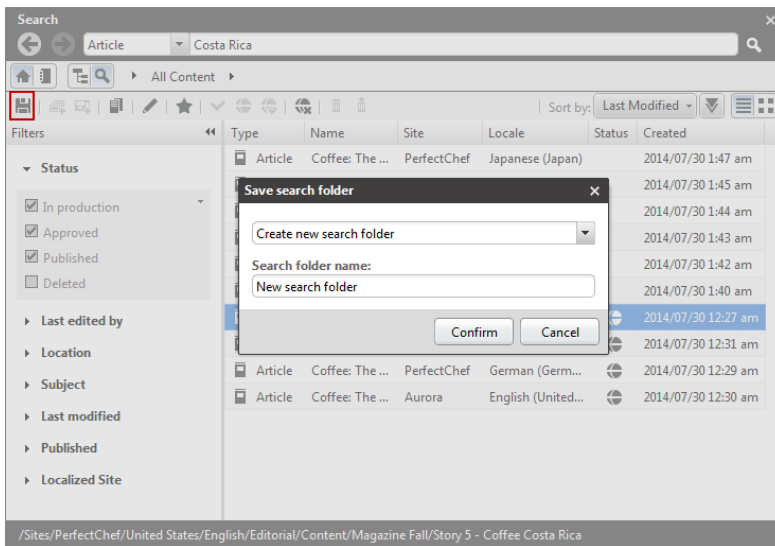 Search
Article Costa Rica
All Content
Sort by: Last Modified
Filters
Type Name Site Locale Status Created
Status
In production
Approved
Published
Deleted
Last edited by
Location
Subject
Last modified
Published
Localized Site
Article Coffee: The ... PerfectChef Japanese (Japan) 2014/07/30 1:47 am
2014/07/30 1:45 am
2014/07/30 1:44 am
2014/07/30 1:43 am
2014/07/30 1:42 am
2014/07/30 1:40 am
2014/07/30 12:27 am
2014/07/30 12:31 am
Article Coffee: The ... PerfectChef German (Germ... 2014/07/30 12:29 am
Article Coffee: The ... Aurora English (United... 2014/07/30 12:30 am
Save search folder
Create new search folder
Search folder name:
New search folder
Confirm Cancel
/Sites/PerfectChef/United States/English/Editorial/Content/Magazine Fall/Story 5 - Coffee Costa Rica